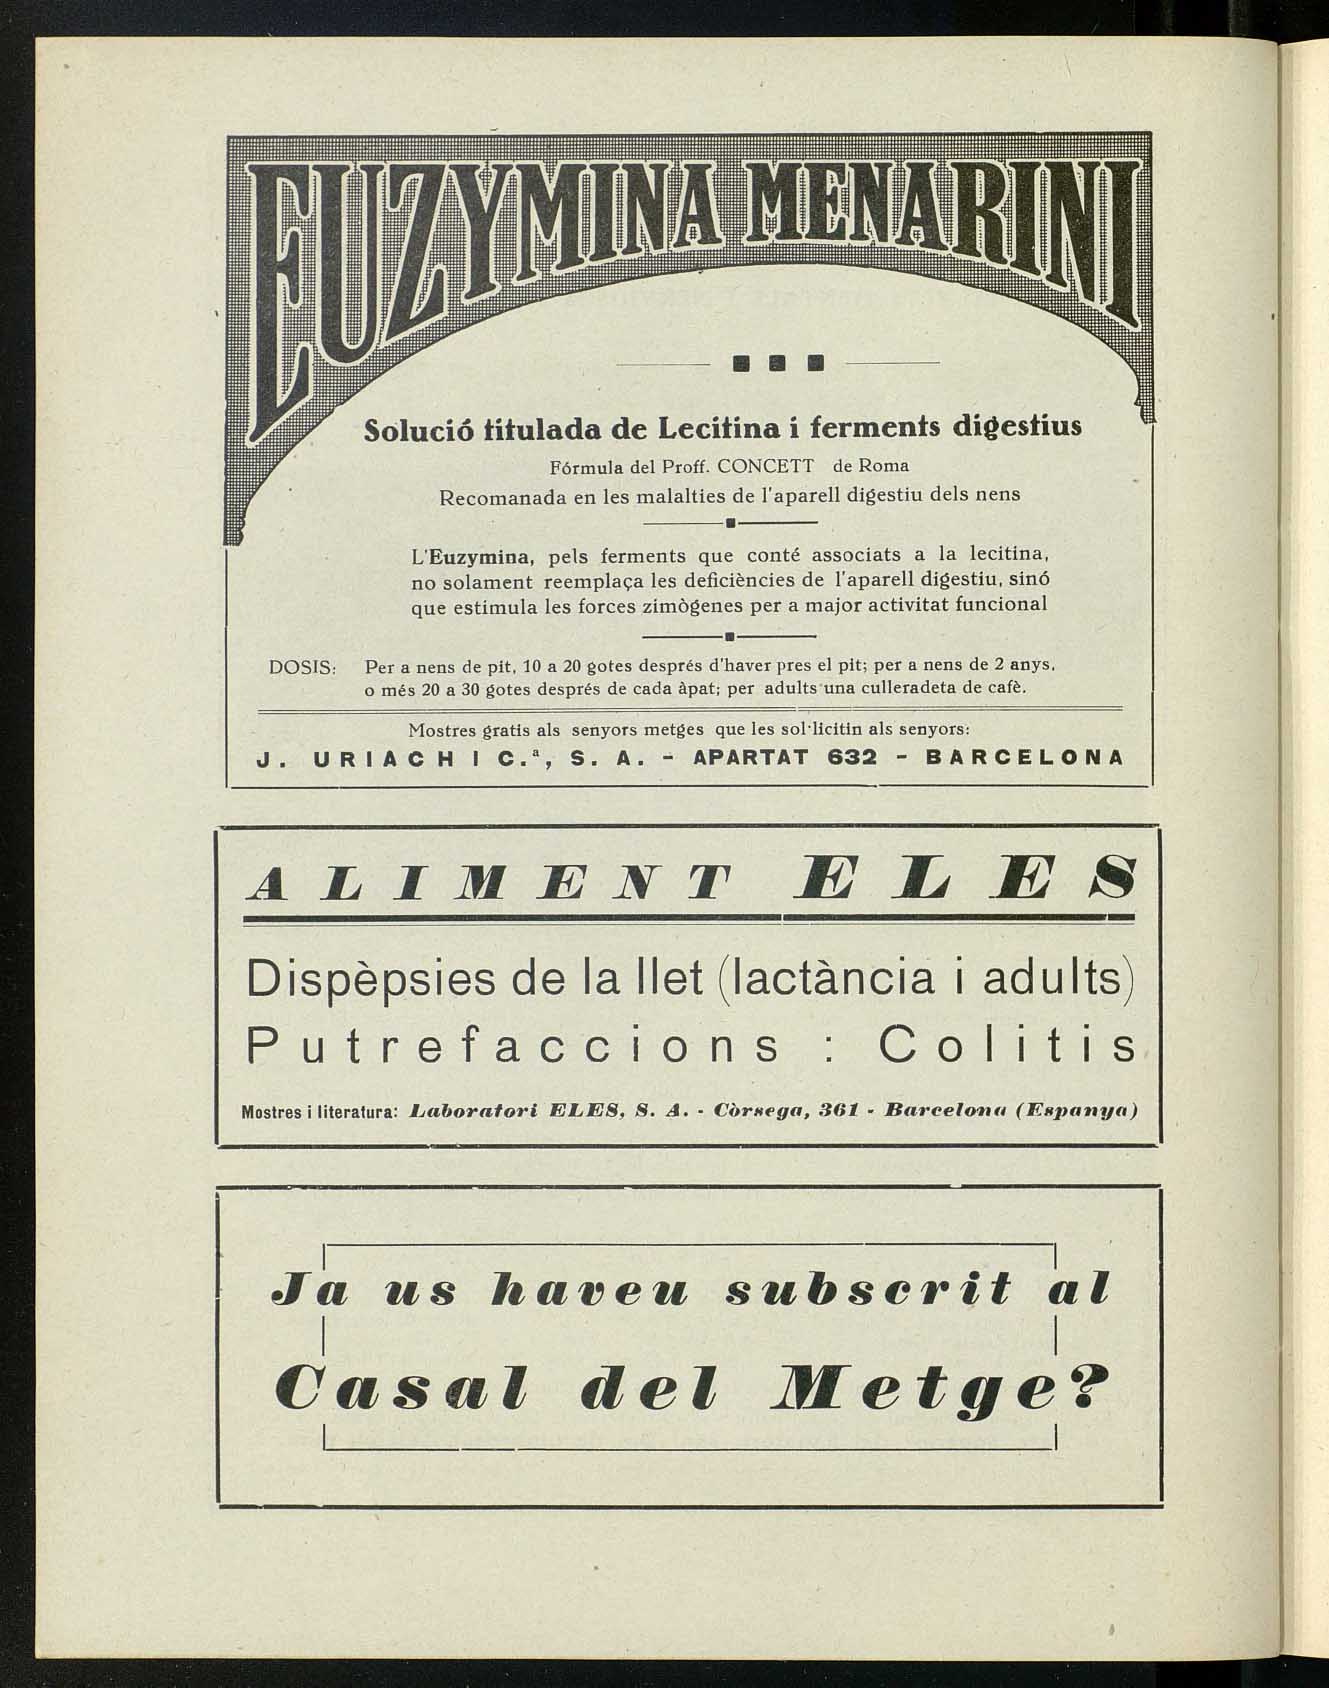 EUZYMINA MENARINI
Solució titulada de Lecitina i ferments digestius
Fórmula del Proff. CONCETT de Roma
Recomanada en les malalties de l'aparell digestiu dels nens
L'Euzymina, pels ferments que conté associats a la lecitina,
no solament reemplaça les deficiències de l'aparell digestiu, sinó
que estimula les forces zimògenes per a major activitat funcional
DOSIS: Per a nens de pit, 10 a 20 gotes després d'haver pres el pit; per a nens de 2 anys,
o més 20 a 30 gotes després de cada àpat; per adults una culleradeta de cafè.
Mostres gratis als senyors metges que les sol·licitin als senyors:
J. URIACH I C.ª, S. A. - APARTAT 632 - BARCELONA
ALIMENT ELES
Dispèpsies de la llet (lactància i adults)
Putrefaccions : Colitis
Mostres i literatura: Laboratori ELES, S. A. - Còrsega, 361 - Barcelona (Espanya)
Ja us haveu subscrit al
Casal del Metge?